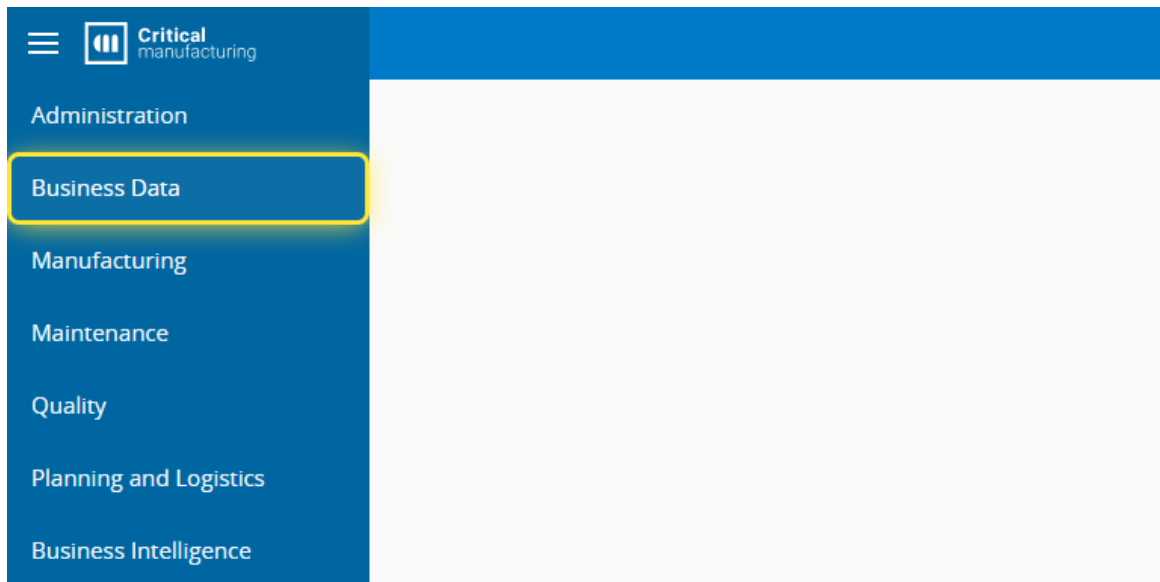 Critical
manufacturing
Administration
Business Data
Manufacturing
Maintenance
Quality
Planning and Logistics
Business Intelligence